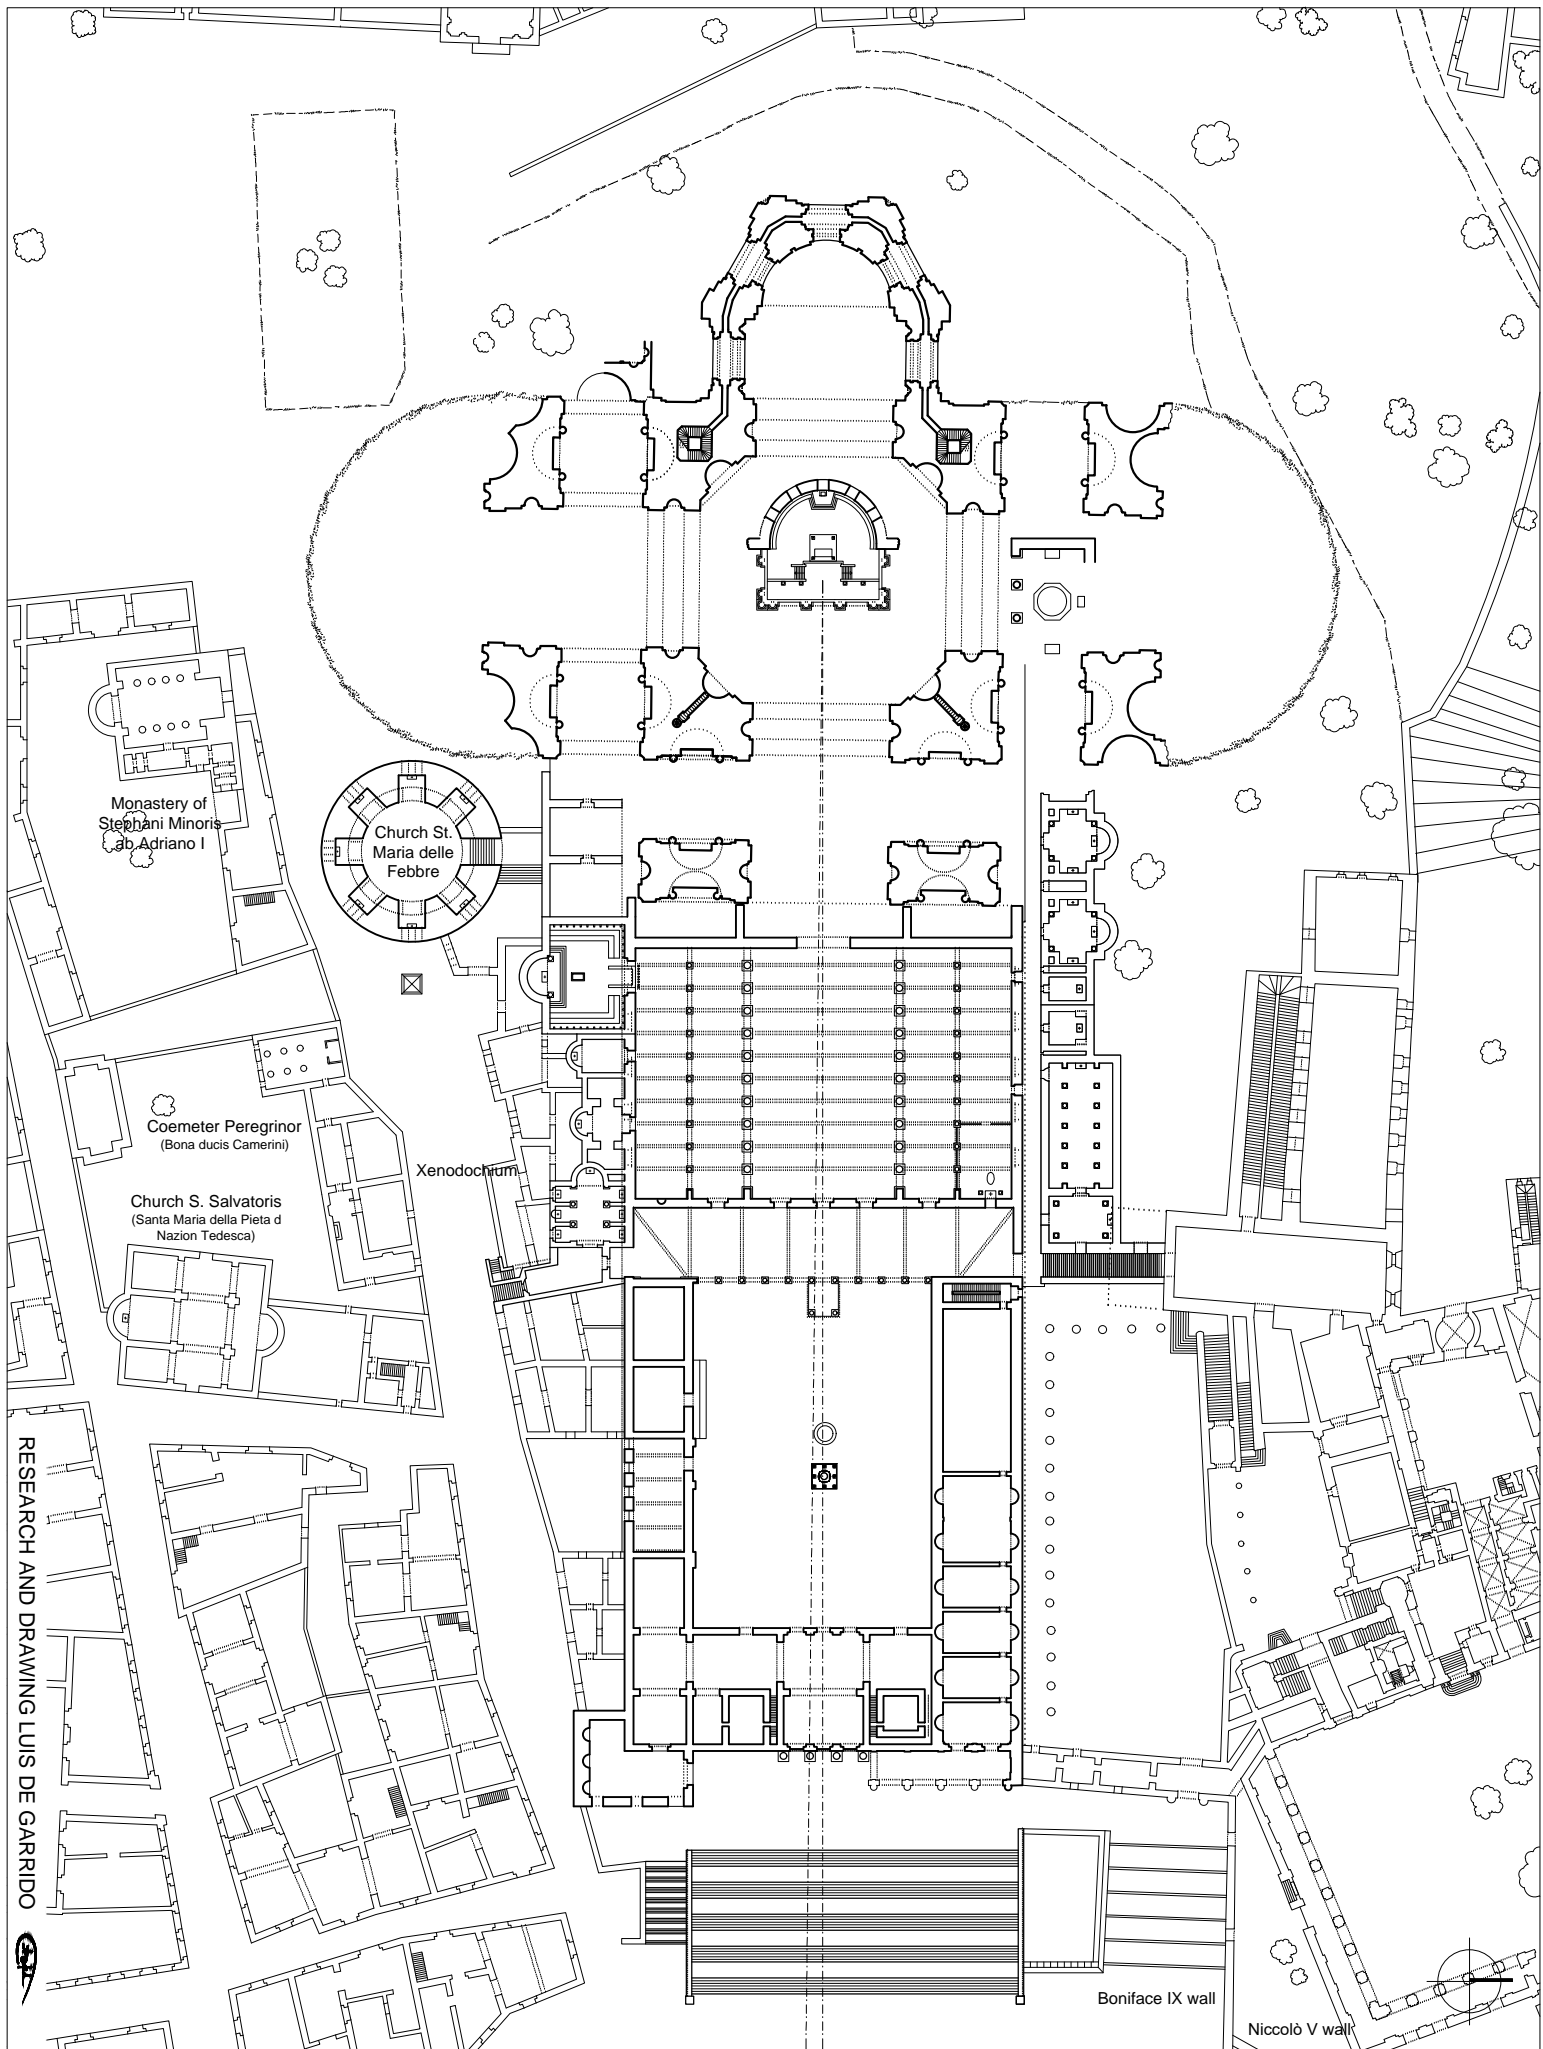 Monastery of
Stephani Minoris
ab Adriano I
Church St.
Maria delle
Febbre
Coemeter Peregrinor
(Bona ducis Camerini)
Xenodochium
Church S. Salvatoris
(Santa Maria della Pieta d
Nazion Tedesca)
RESEARCH AND DRAWING LUIS DE GARRIDO
Boniface IX wall
Niccolò V wall